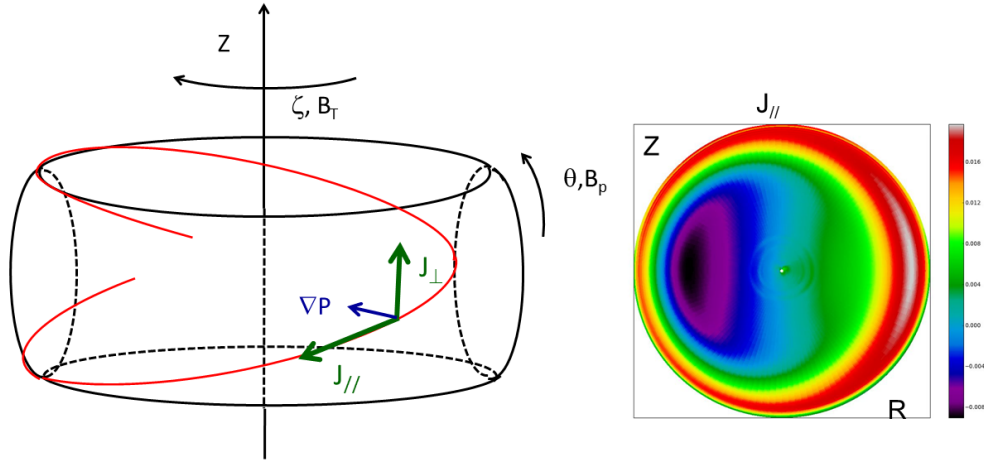 Z
ζ, B_T
θ,B_p
J_⊥
∇P
J_//
J_//
Z
R
0.016
0.012
0.008
0.004
0.000
−0.004
−0.008